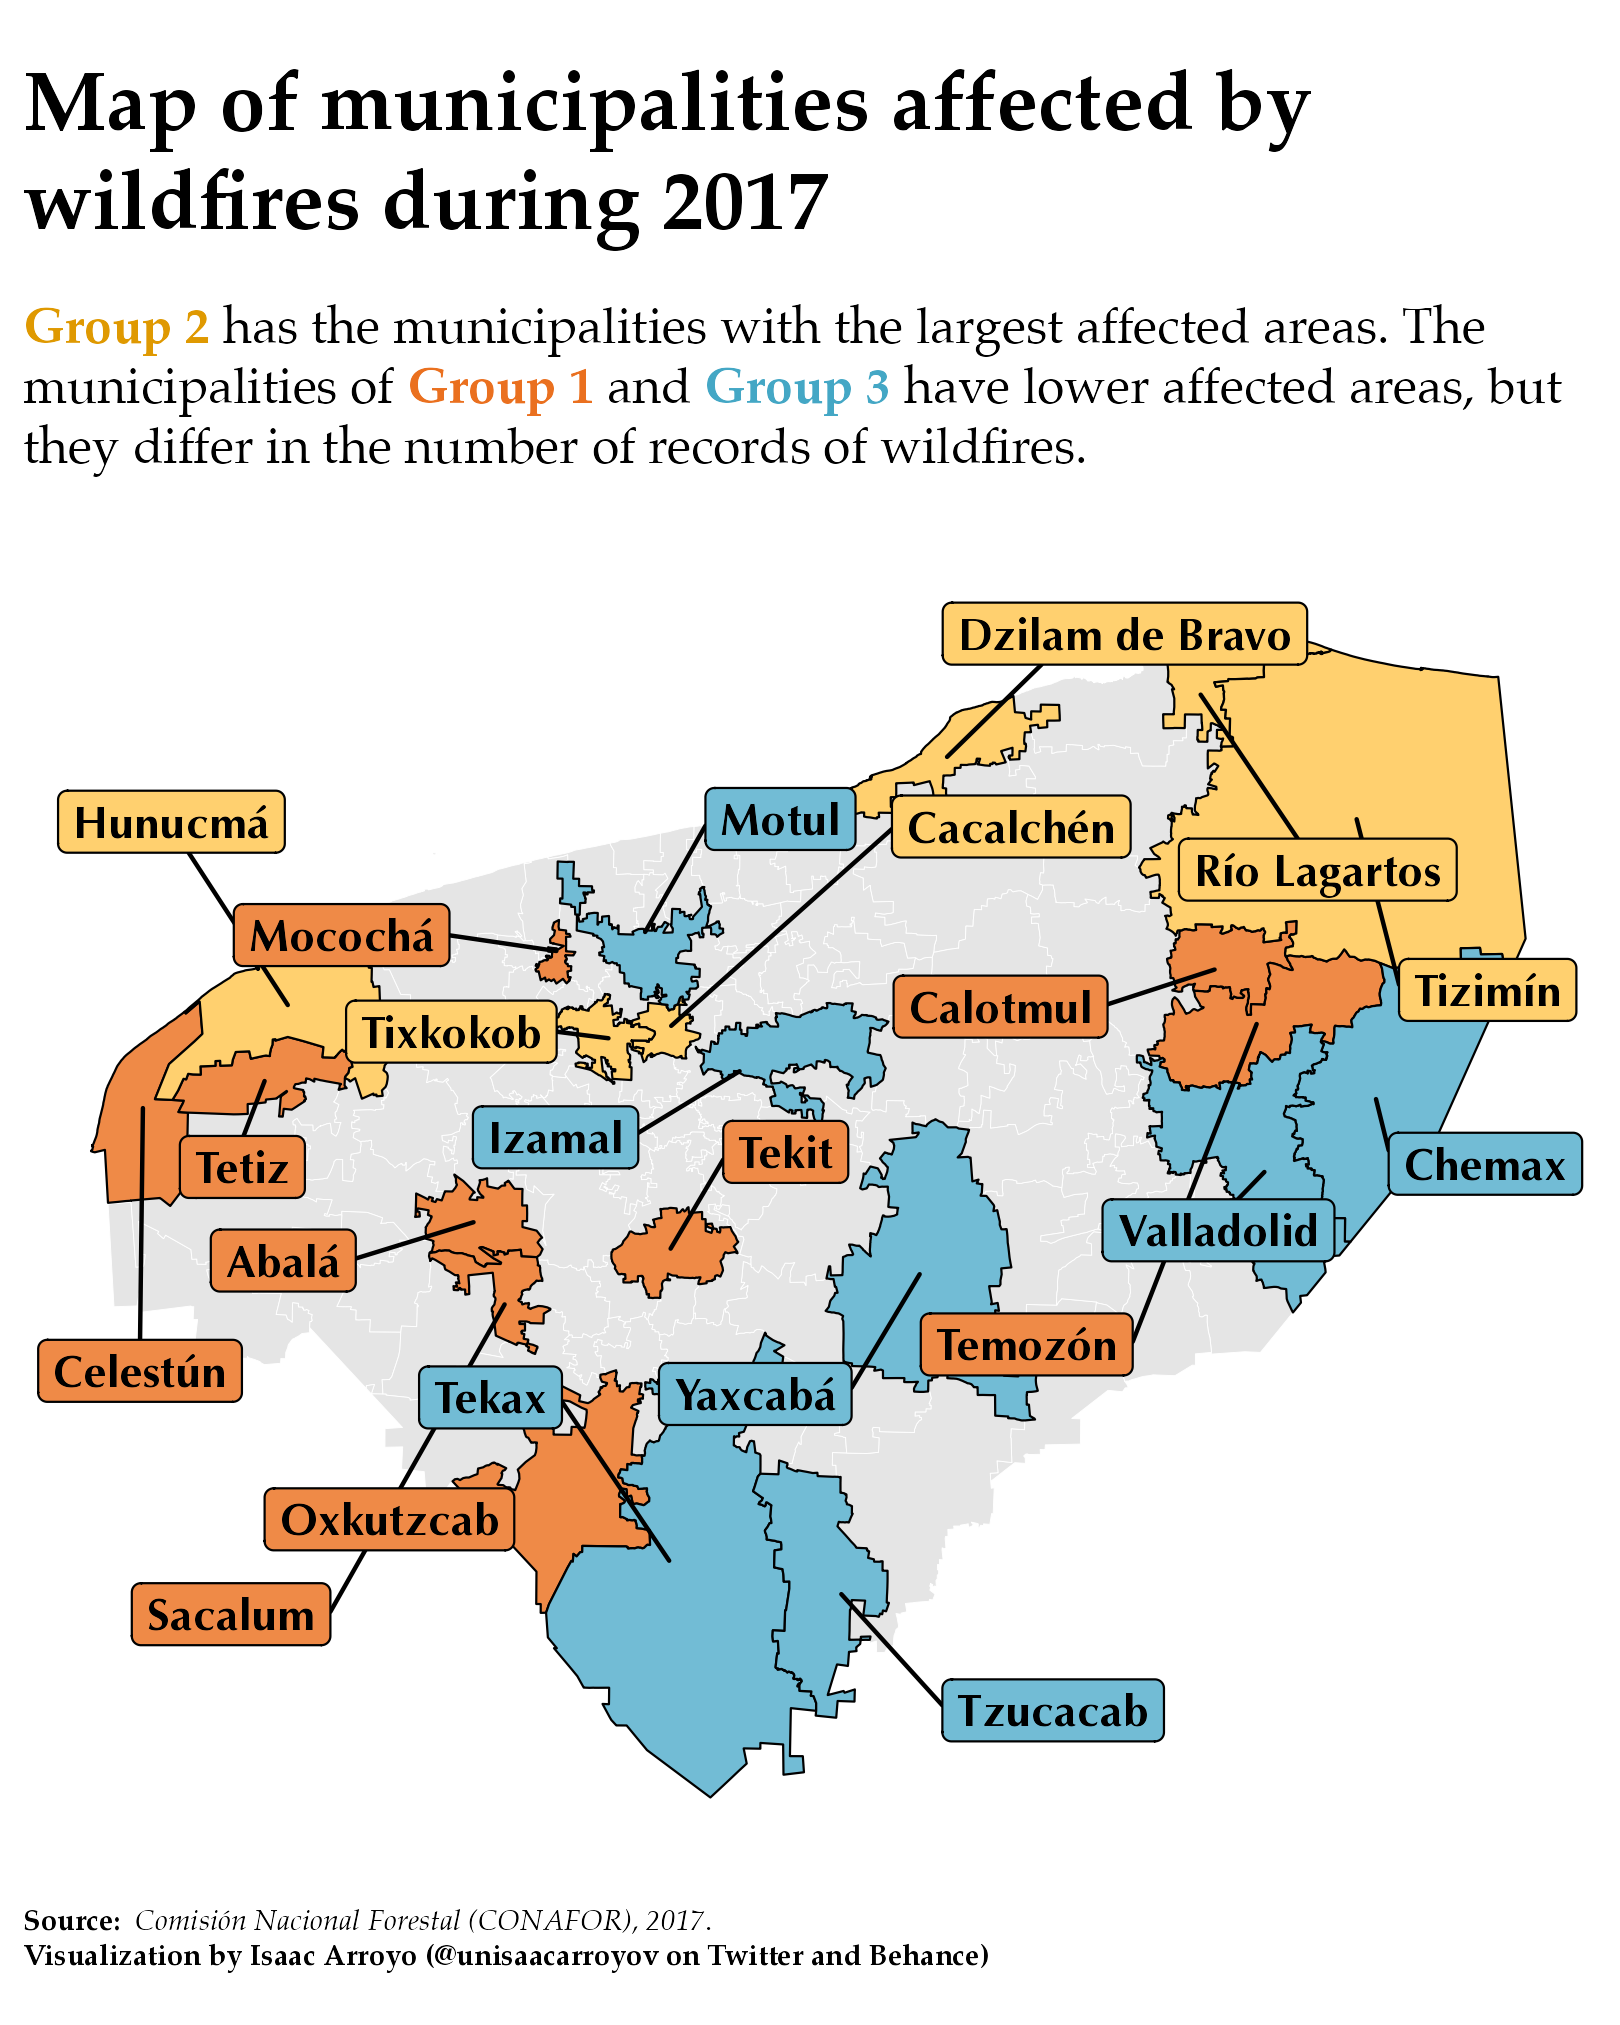 Map of municipalities affected by
wildfires during 2017
Group 2 has the municipalities with the largest affected areas. The
municipalities of Group 1 and Group 3 have lower affected areas, but
they differ in the number of records of wildfires.
Dzilam de Bravo
Hunucmá
Motul
Cacalchén
Río Lagartos
Mocochá
Tizimín
Calotmul
Tixkokob
Izamal
Tekit
Tetiz
Chemax
Valladolid
Abalá
Temozón
Celestún
Tekax
Yaxcabá
Oxkutzcab
Sacalum
Tzucacab
Source: Comisión Nacional Forestal (CONAFOR), 2017.
Visualization by Isaac Arroyo (@unisaacarroyov on Twitter and Behance)